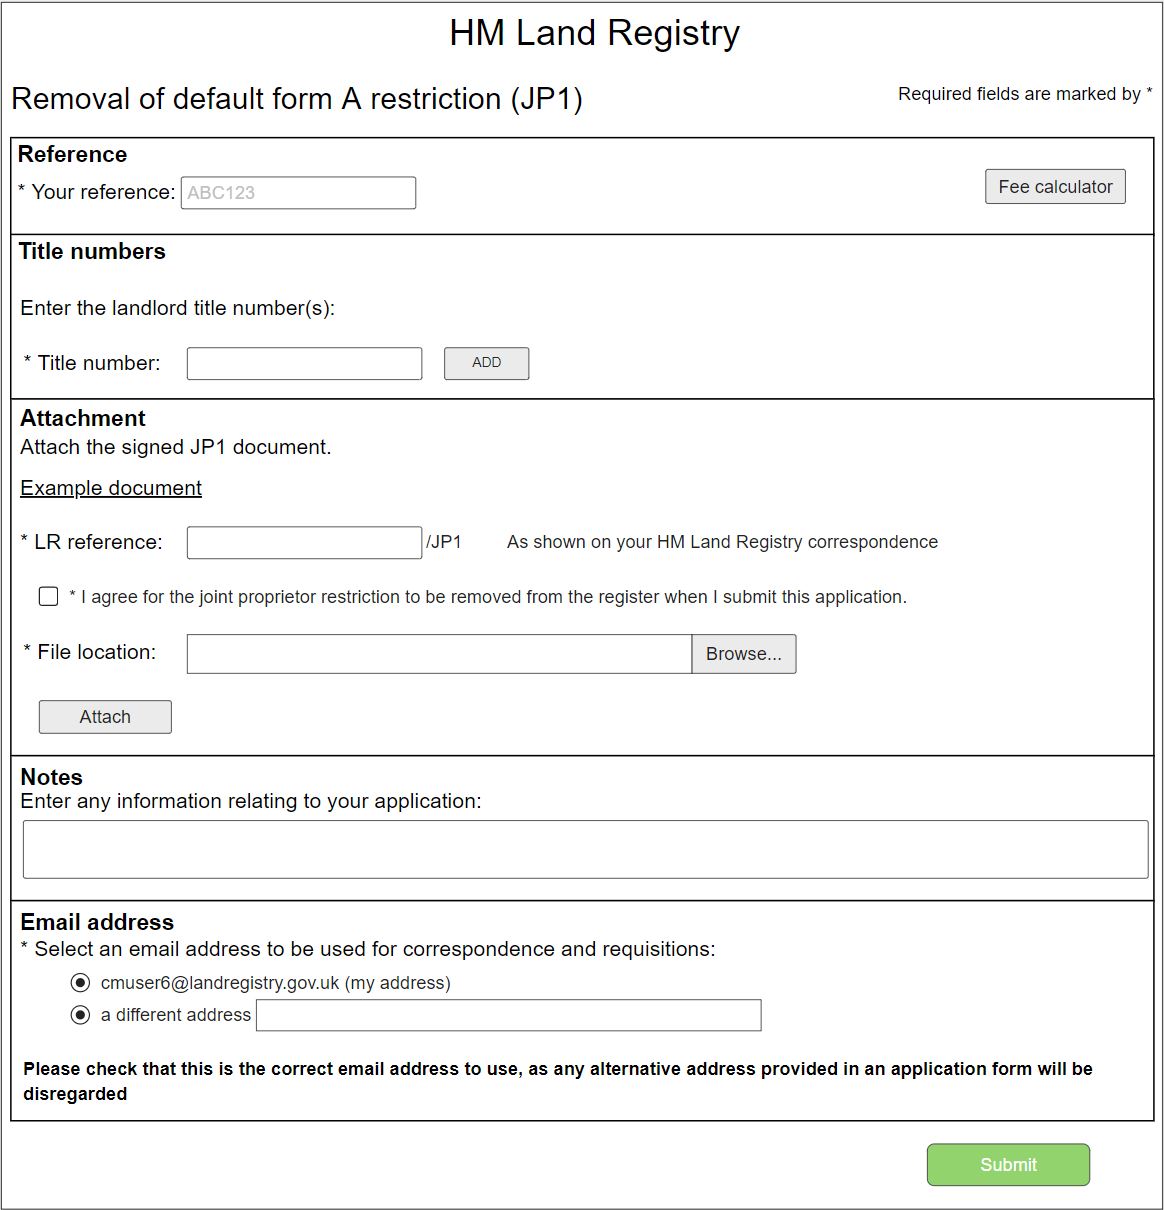 HM Land Registry
Removal of default form A restriction (JP1)
Required fields are marked by *
Reference
* Your reference: ABC123
Fee calculator
Title numbers
Enter the landlord title number(s):
* Title number:
ADD
Attachment
Attach the signed JP1 document.
Example document
* LR reference:
/JP1
As shown on your HM Land Registry correspondence
* I agree for the joint proprietor restriction to be removed from the register when I submit this application.
* File location:
Browse...
Attach
Notes
Enter any information relating to your application:
Email address
* Select an email address to be used for correspondence and requisitions:
cmuser6@landregistry.gov.uk (my address)
a different address
Please check that this is the correct email address to use, as any alternative address provided in an application form will be
disregarded
Submit